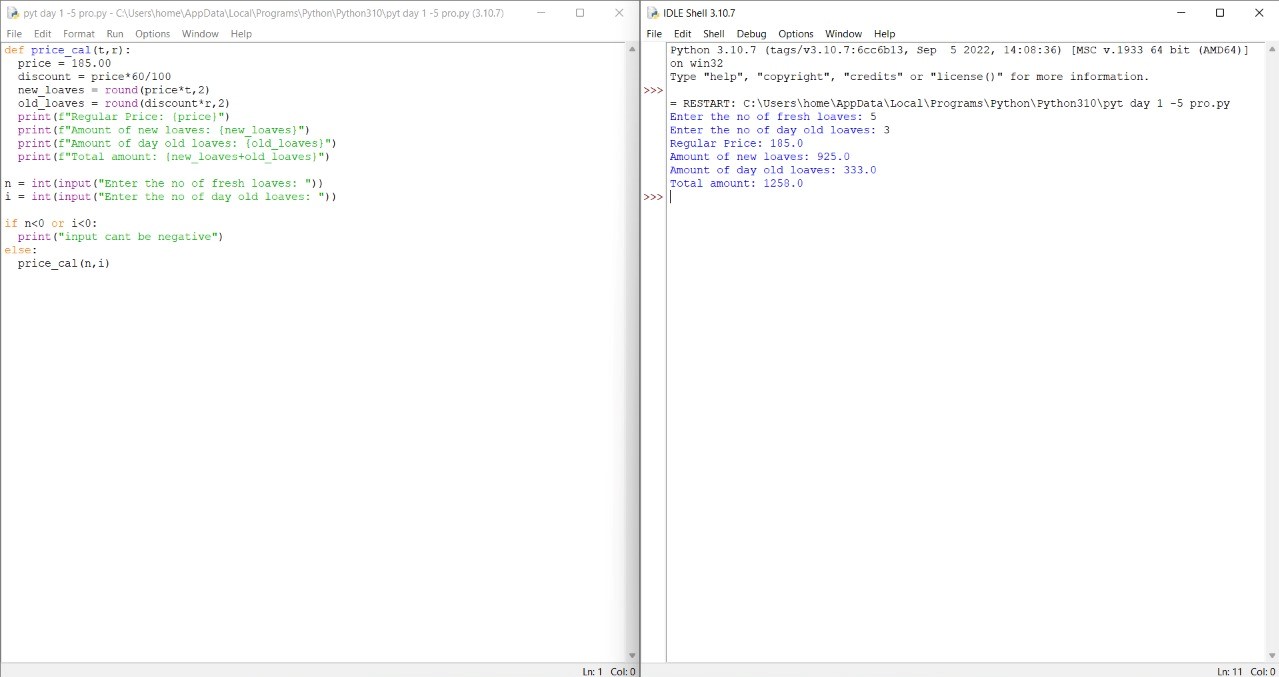 pyt day 1 -5 pro.py - C:\Users\home\AppData\Local\Programs\Python\Python310\pyt day 1 -5 pro.py (3.10.7)
File Edit Format Run Options Window Help
def price_cal(t,r):
  price = 185.00
  discount = price*60/100
  new_loaves = round(price*t,2)
  old_loaves = round(discount*r,2)
  print(f"Regular Price: {price}")
  print(f"Amount of new loaves: {new_loaves}")
  print(f"Amount of day old loaves: {old_loaves}")
  print(f"Total amount: {new_loaves+old_loaves}")
n = int(input("Enter the no of fresh loaves: "))
i = int(input("Enter the no of day old loaves: "))
if n<0 or i<0:
  print("input cant be negative")
else:
  price_cal(n,i)
Ln: 1 Col: 0
IDLE Shell 3.10.7
File Edit Shell Debug Options Window Help
Python 3.10.7 (tags/v3.10.7:6cc6b13, Sep  5 2022, 14:08:36) [MSC v.1933 64 bit (AMD64)]
on win32
Type "help", "copyright", "credits" or "license()" for more information.
>>>
= RESTART: C:\Users\home\AppData\Local\Programs\Python\Python310\pyt day 1 -5 pro.py
Enter the no of fresh loaves: 5
Enter the no of day old loaves: 3
Regular Price: 185.0
Amount of new loaves: 925.0
Amount of day old loaves: 333.0
Total amount: 1258.0
>>>
Ln: 11 Col: 0